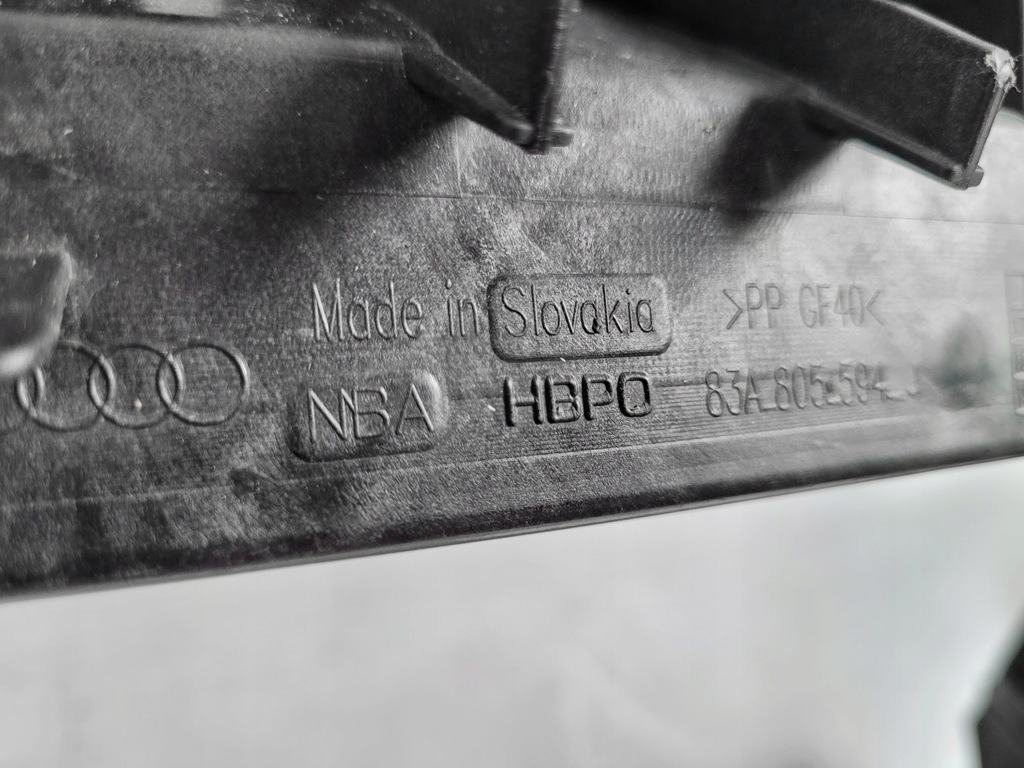 Made in Slovakia >PP GF40<
NBA HBPO 83A.805.594 J